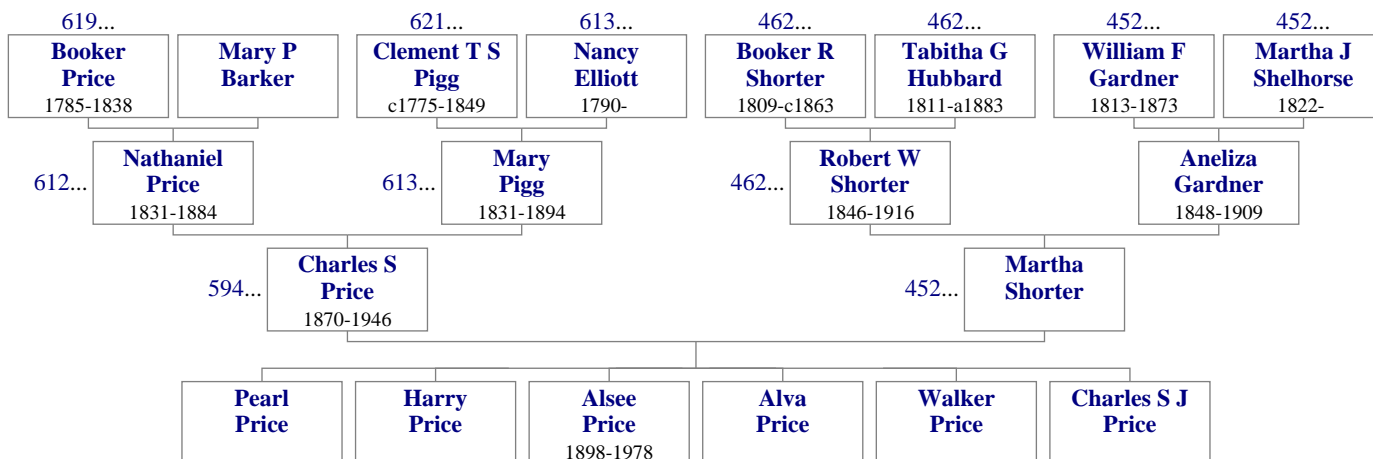 619...
621...
613...
462...
462...
452...
452...
Booker
Price
1785-1838
Mary P
Barker
Clement T S
Pigg
c1775-1849
Nancy
Elliott
1790-
Booker R
Shorter
1809-c1863
Tabitha G
Hubbard
1811-a1883
William F
Gardner
1813-1873
Martha J
Shelhorse
1822-
612...
Nathaniel
Price
1831-1884
613...
Mary
Pigg
1831-1894
462...
Robert W
Shorter
1846-1916
Aneliza
Gardner
1848-1909
594...
Charles S
Price
1870-1946
452...
Martha
Shorter
Pearl
Price
Harry
Price
Alsee
Price
1898-1978
Alva
Price
Walker
Price
Charles S J
Price